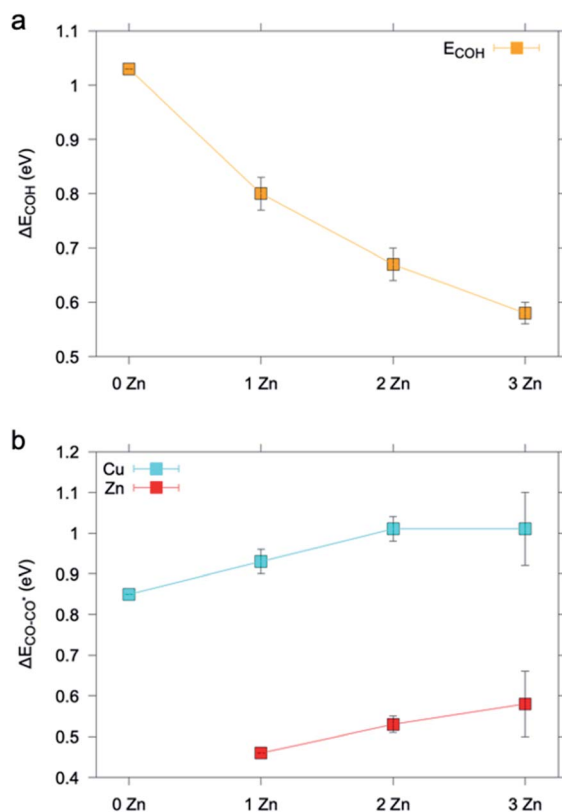 a
1.1
E_COH
1
0.9
0.8
0.7
0.6
0.5
ΔE_COH (eV)
0 Zn 1 Zn 2 Zn 3 Zn
b
1.2
Cu
Zn
1.1
1
0.9
0.8
0.7
0.6
0.5
0.4
ΔE_CO-CO* (eV)
0 Zn 1 Zn 2 Zn 3 Zn